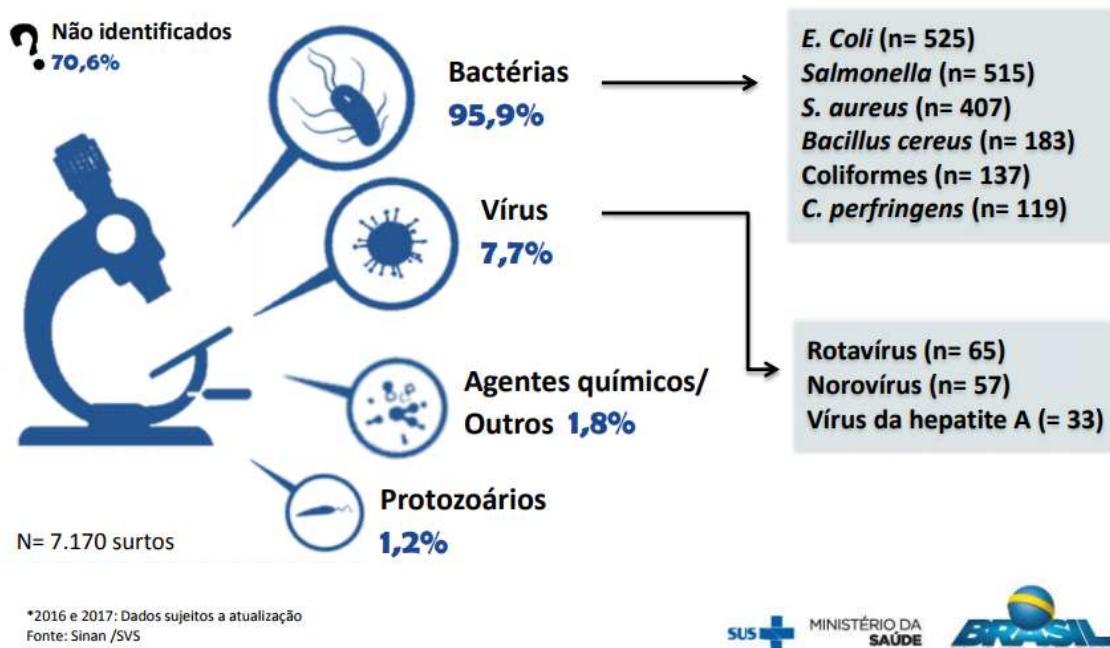 ?
Não identificados
70,6%
Bactérias
95,9%
E. Coli (n= 525)
Salmonella (n= 515)
S. aureus (n= 407)
Bacillus cereus (n= 183)
Coliformes (n= 137)
C. perfringens (n= 119)
Vírus
7,7%
Rotavírus (n= 65)
Norovírus (n= 57)
Vírus da hepatite A (= 33)
Agentes químicos/
Outros 1,8%
Protozoários
1,2%
N= 7.170 surtos
*2016 e 2017: Dados sujeitos a atualização
Fonte: Sinan /SVS
SUS
MINISTÉRIO DA
SAÚDE
BRASIL